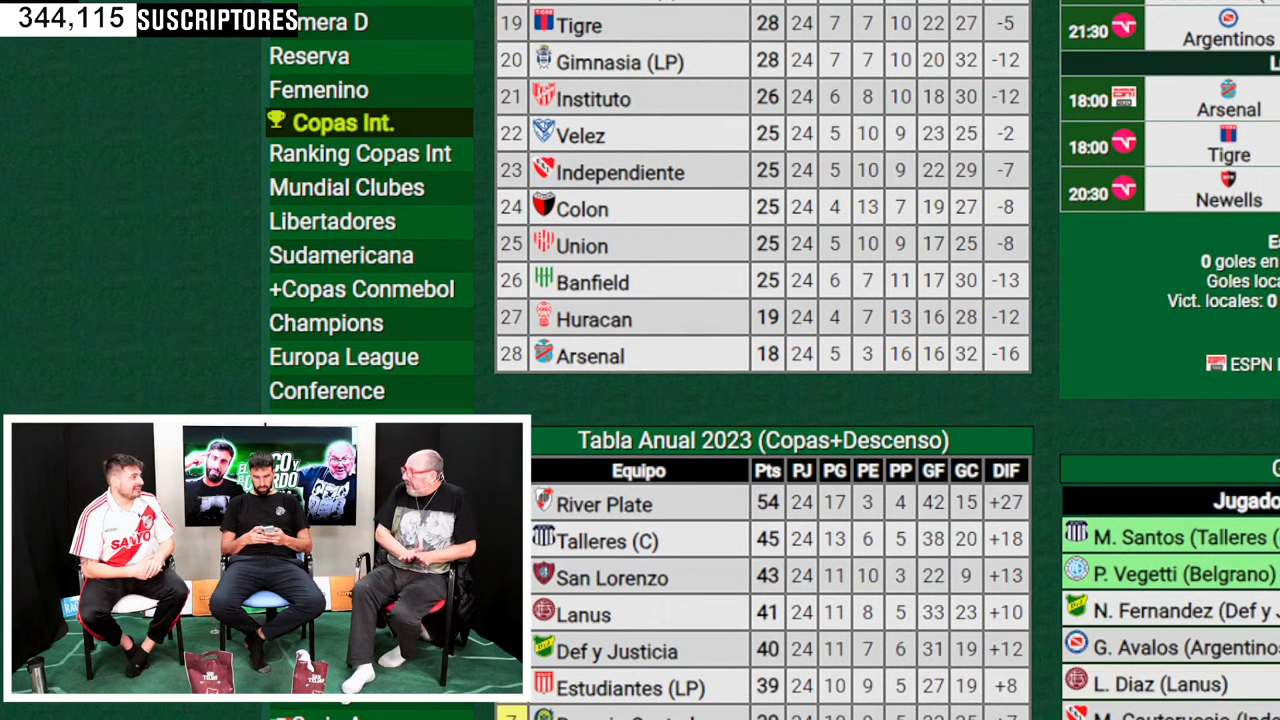 344,115 SUSCRIPTORES
mera D
Reserva
Femenino
Copas Int.
Ranking Copas Int
Mundial Clubes
Libertadores
Sudamericana
+Copas Conmebol
Champions
Europa League
Conference
19 Tigre 28 24 7 7 10 22 27 -5
20 Gimnasia (LP) 28 24 7 7 10 20 32 -12
21 Instituto 26 24 6 8 10 18 30 -12
22 Velez 25 24 5 10 9 23 25 -2
23 Independiente 25 24 5 10 9 22 29 -7
24 Colon 25 24 4 13 7 19 27 -8
25 Union 25 24 5 10 9 17 25 -8
26 Banfield 25 24 6 7 11 17 30 -13
27 Huracan 19 24 4 7 13 16 28 -12
28 Arsenal 18 24 5 3 16 16 32 -16
Tabla Anual 2023 (Copas+Descenso)
Equipo Pts PJ PG PE PP GF GC DIF
River Plate 54 24 17 3 4 42 15 +27
Talleres (C) 45 24 13 6 5 38 20 +18
San Lorenzo 43 24 11 10 3 22 9 +13
Lanus 41 24 11 8 5 33 23 +10
Def y Justicia 40 24 11 7 6 31 19 +12
Estudiantes (LP) 39 24 10 9 5 27 19 +8
21:30 Argentinos
18:00 ESPN Arsenal
18:00 Tigre
20:30 Newells
0 goles en
Goles loca
Vict. locales: 0
ESPN
Jugado
M. Santos (Talleres (
P. Vegetti (Belgrano)
N. Fernandez (Def y J
G. Avalos (Argentinos
L. Diaz (Lanus)
SANYO